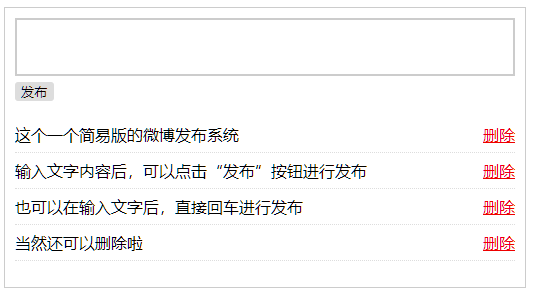 发布
这个一个简易版的微博发布系统 删除
输入文字内容后，可以点击“发布”按钮进行发布 删除
也可以在输入文字后，直接回车进行发布 删除
当然还可以删除啦 删除